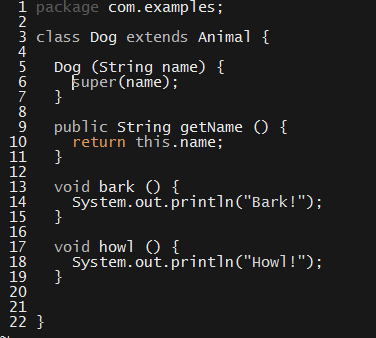 1 package com.examples;
2
3 class Dog extends Animal {
4
5   Dog (String name) {
6     super(name);
7   }
8
9   public String getName () {
10     return this.name;
11   }
12
13   void bark () {
14     System.out.println("Bark!");
15   }
16
17   void howl () {
18     System.out.println("Howl!");
19   }
20
21
22 }